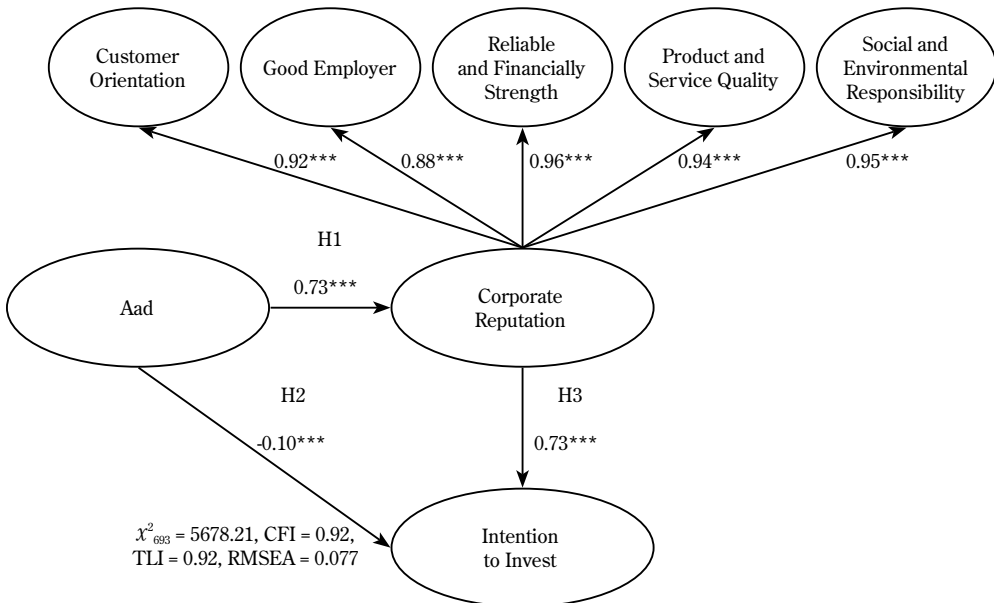 Customer
Orientation
Good Employer
Reliable
and Financially
Strength
Product and
Service Quality
Social and
Environmental
Responsibility
0.92***
0.88***
0.96***
0.94***
0.95***
H1
Aad
0.73***
Corporate
Reputation
H2
H3
-0.10***
0.73***
x²₆₉₃ = 5678.21, CFI = 0.92,
TLI = 0.92, RMSEA = 0.077
Intention
to Invest